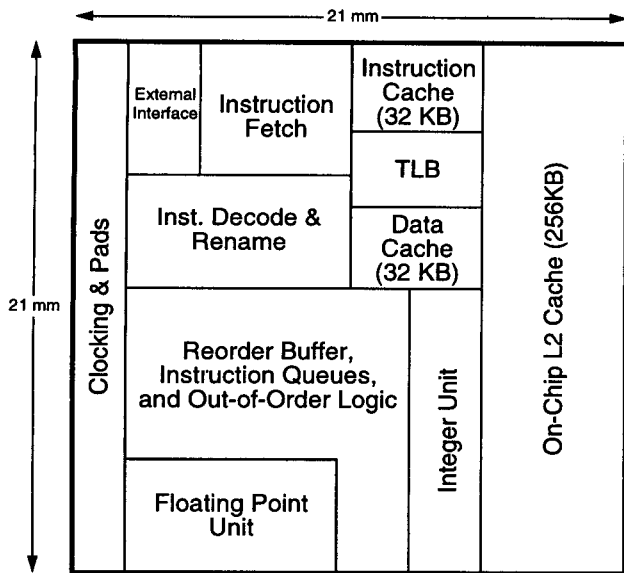 21 mm
21 mm
Clocking & Pads
External
Interface
Instruction
Fetch
Instruction
Cache
(32 KB)
TLB
Inst. Decode &
Rename
Data
Cache
(32 KB)
Reorder Buffer,
Instruction Queues,
and Out-of-Order Logic
Floating Point
Unit
Integer Unit
On-Chip L2 Cache (256KB)